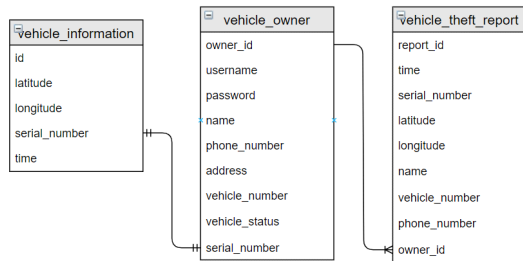 vehicle_information
id
latitude
longitude
serial_number
time
vehicle_owner
owner_id
username
password
name
phone_number
address
vehicle_number
vehicle_status
serial_number
vehicle_theft_report
report_id
time
serial_number
latitude
longitude
name
vehicle_number
phone_number
owner_id